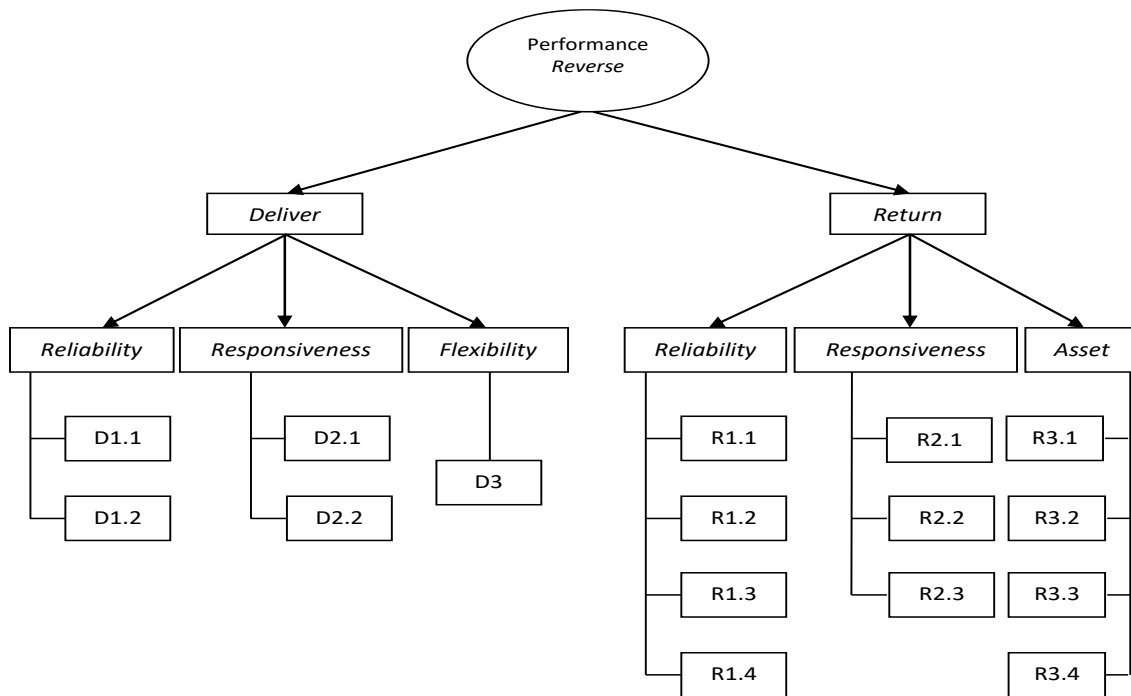 Performance
Reverse
Deliver
Return
Reliability
Responsiveness
Flexibility
Reliability
Responsiveness
Asset
D1.1
D2.1
R1.1
R2.1
R3.1
D3
D1.2
D2.2
R1.2
R2.2
R3.2
R1.3
R2.3
R3.3
R1.4
R3.4